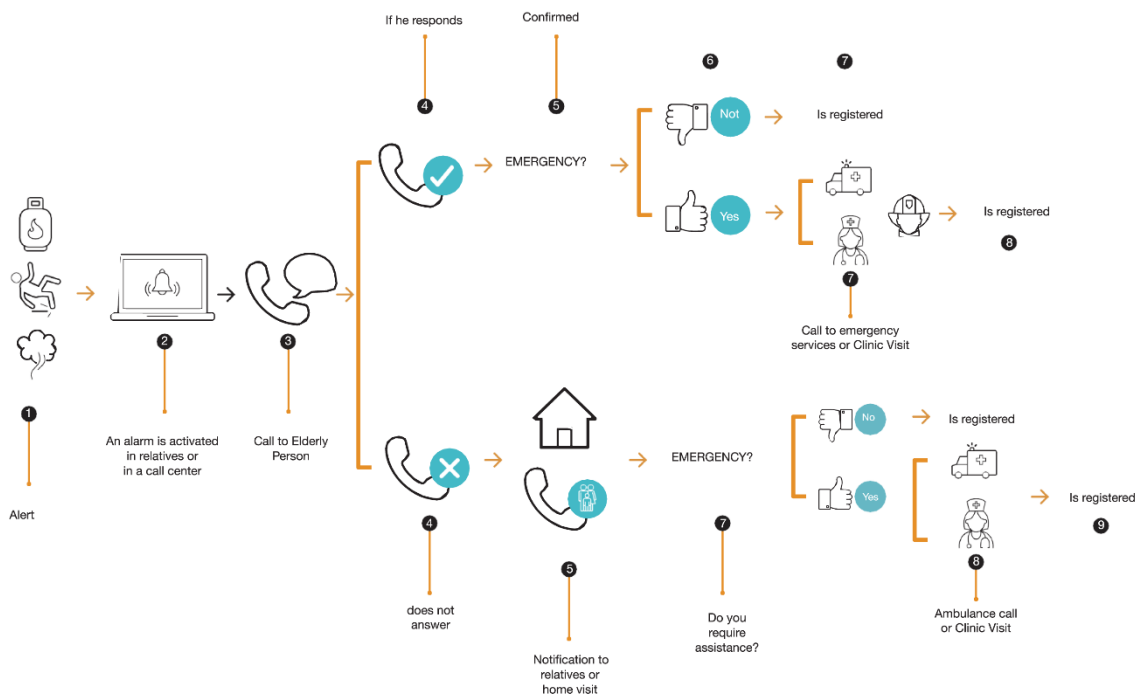 If he responds
Confirmed
4
5
6
7
Not
Is registered
EMERGENCY?
Yes
Is registered
8
7
Call to emergency
services or Clinic Visit
1
2
3
An alarm is activated
in relatives or
in a call center
Call to Elderly
Person
Alert
No
Is registered
EMERGENCY?
Yes
Is registered
9
4
5
7
8
does not
answer
Notification to
relatives or
home visit
Do you
require
assistance?
Ambulance call
or Clinic Visit